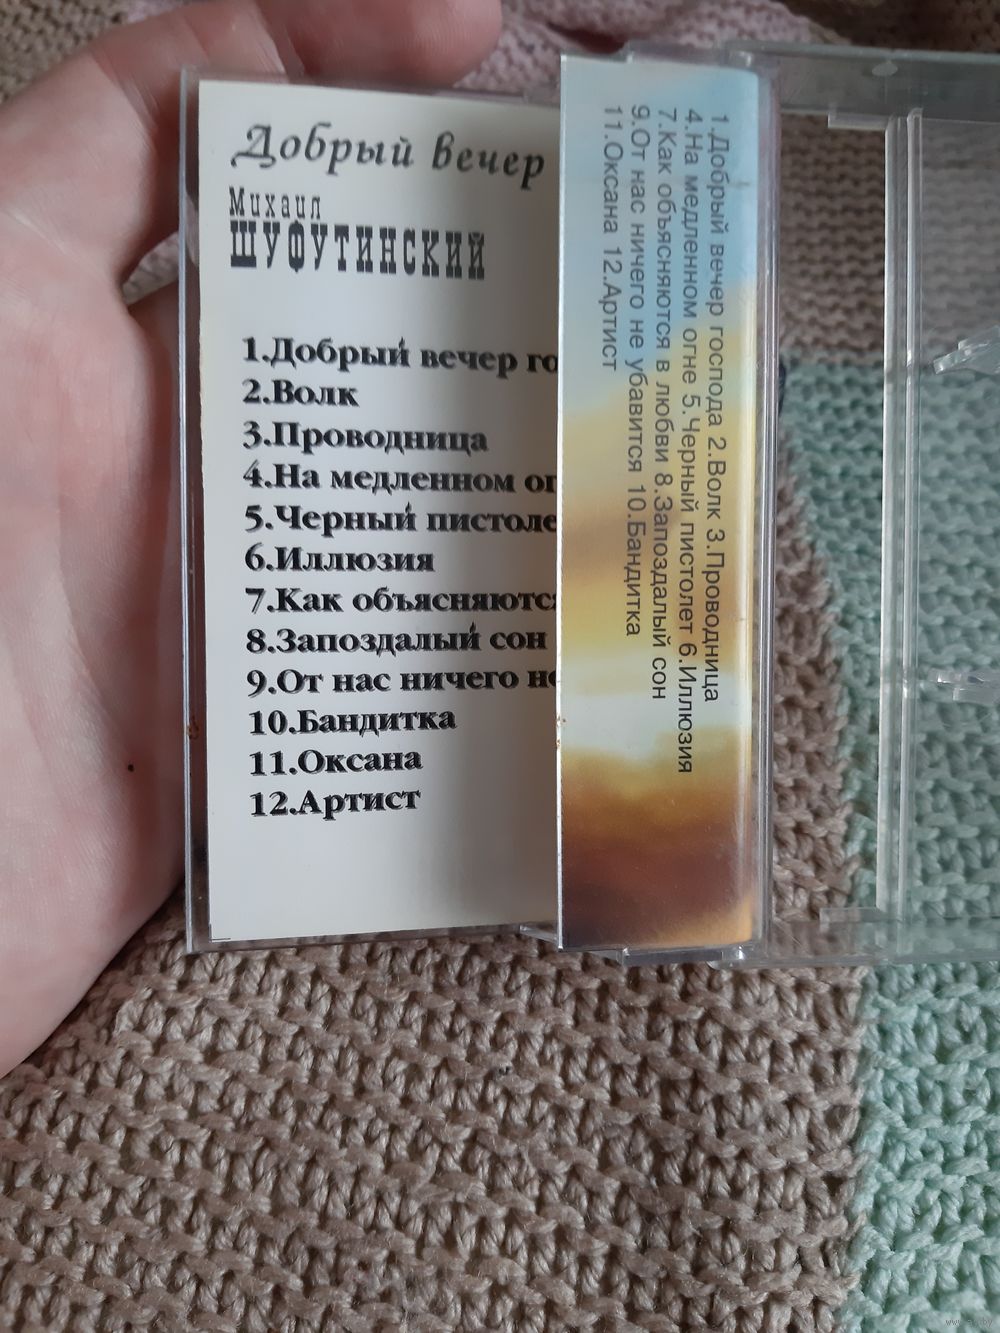 Добрый вечер
Михаил
ШУФУТИНСКИЙ
1.Добрый вечер го
2.Волк
3.Проводница
4.На медленном ог
5.Черный пистоле
6.Иллюзия
7.Как объясняютс
8.Запоздалый сон
9.От нас ничего не
10.Бандитка
11.Оксана
12.Артист
1.Добрый вечер господа 2.Волк 3.Проводница
4.На медленном огне 5.Черный пистолет 6.Иллюзия
7.Как объясняются в любви 8.Запоздалый сон
9.От нас ничего не убавится 10.Бандитка
11.Оксана 12.Артист